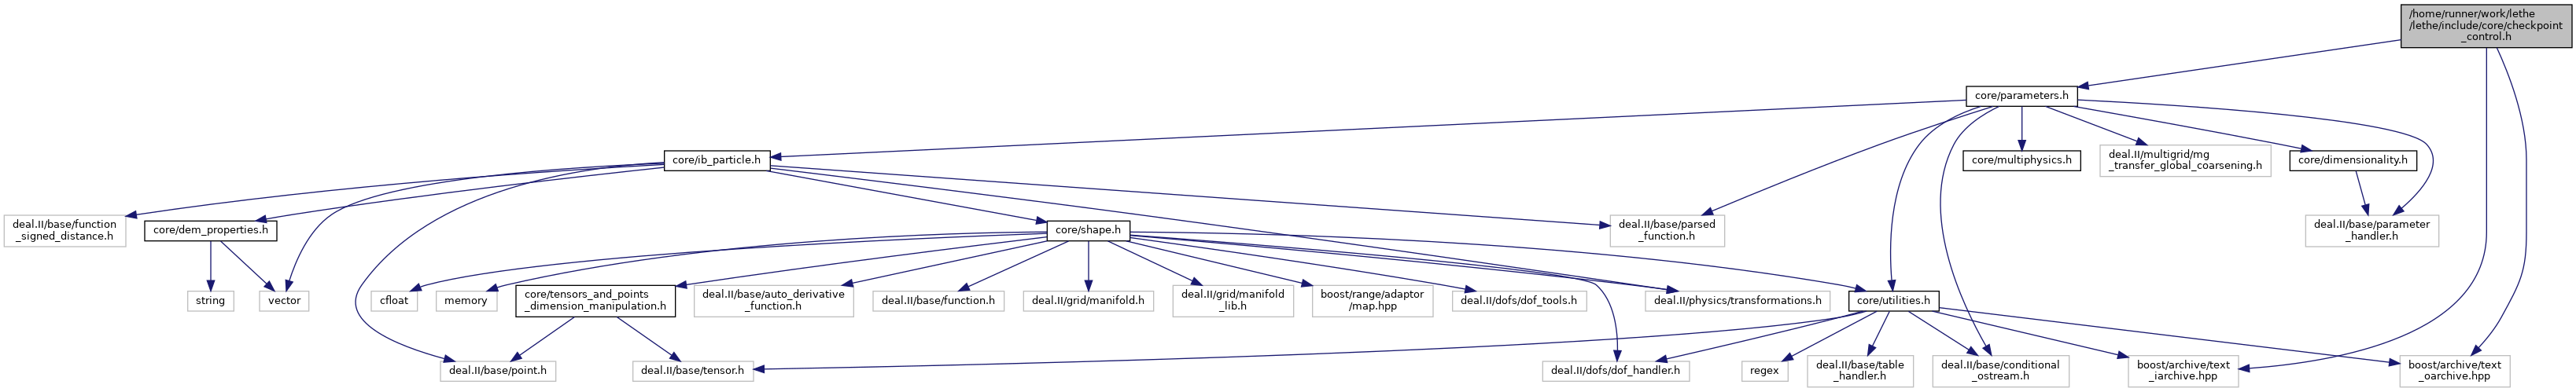 /home/runner/work/lethe
/lethe/include/core/checkpoint
_control.h
core/parameters.h
core/ib_particle.h
core/multiphysics.h
deal.II/multigrid/mg
_transfer_global_coarsening.h
core/dimensionality.h
deal.II/base/function
_signed_distance.h
core/dem_properties.h
core/shape.h
deal.II/base/parsed
_function.h
deal.II/base/parameter
_handler.h
string
vector
cfloat
memory
core/tensors_and_points
_dimension_manipulation.h
deal.II/base/auto_derivative
_function.h
deal.II/base/function.h
deal.II/grid/manifold.h
deal.II/grid/manifold
_lib.h
boost/range/adaptor
/map.hpp
deal.II/dofs/dof_tools.h
deal.II/physics/transformations.h
core/utilities.h
deal.II/base/point.h
deal.II/base/tensor.h
deal.II/dofs/dof_handler.h
regex
deal.II/base/table
_handler.h
deal.II/base/conditional
_ostream.h
boost/archive/text
_iarchive.hpp
boost/archive/text
_oarchive.hpp